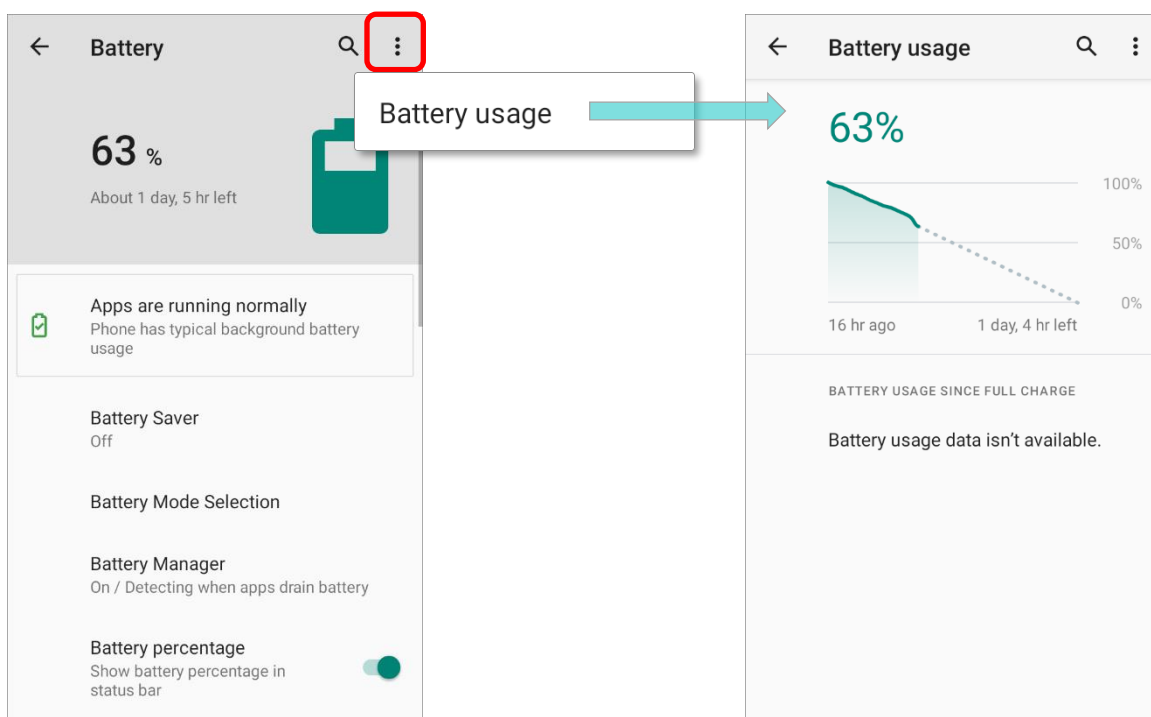 Battery
Battery usage
63 %
About 1 day, 5 hr left
Apps are running normally
Phone has typical background battery
usage
Battery Saver
Off
Battery Mode Selection
Battery Manager
On / Detecting when apps drain battery
Battery percentage
Show battery percentage in
status bar
Battery usage
63%
100%
50%
0%
16 hr ago 1 day, 4 hr left
BATTERY USAGE SINCE FULL CHARGE
Battery usage data isn’t available.